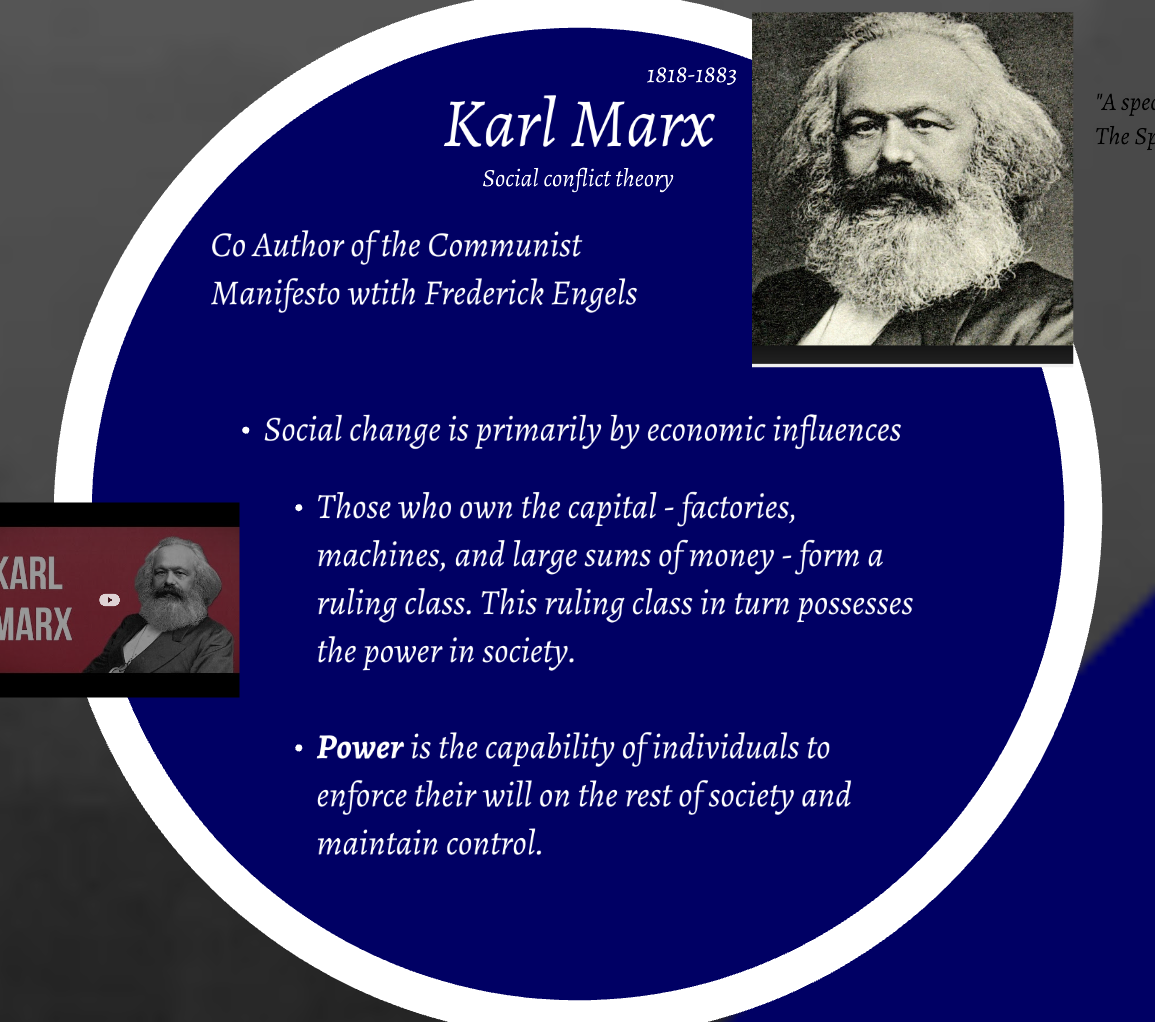 1818-1883
Karl Marx
Social conflict theory
"A spec
The Sp
Co Author of the Communist
Manifesto wtith Frederick Engels
• Social change is primarily by economic influences
• Those who own the capital - factories,
machines, and large sums of money - form a
ruling class. This ruling class in turn possesses
the power in society.
KARL
MARX
• Power is the capability of individuals to
enforce their will on the rest of society and
maintain control.